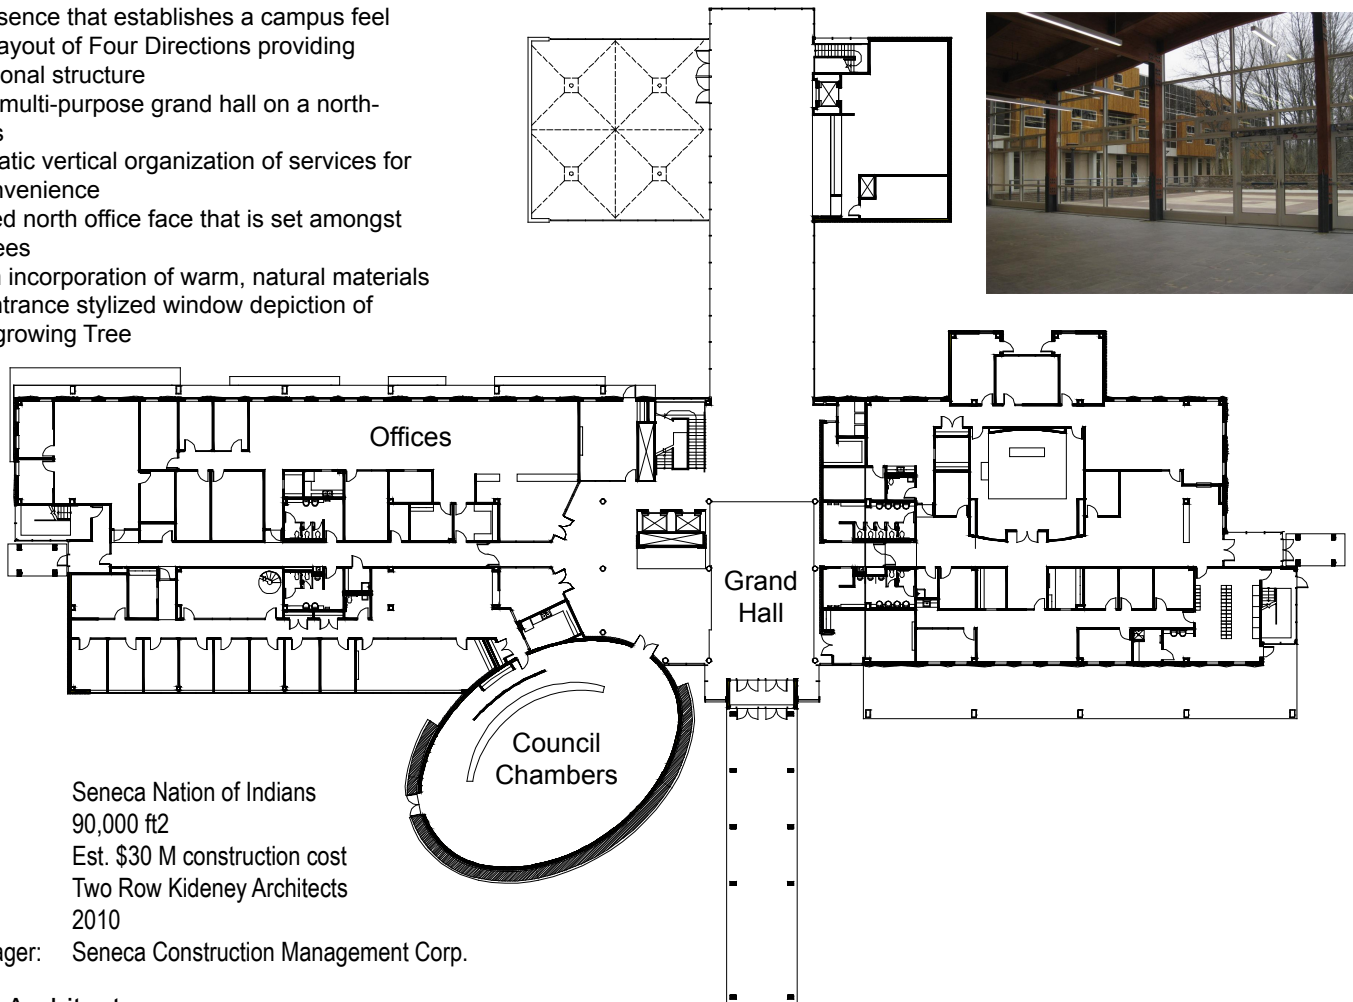 sence that establishes a campus feel
ayout of Four Directions providing
onal structure
multi-purpose grand hall on a north-
s
atic vertical organization of services for
nvenience
ed north office face that is set amongst
ees
n incorporation of warm, natural materials
ntrance stylized window depiction of
growing Tree
Offices
Grand
Hall
Council
Chambers
Seneca Nation of Indians
90,000 ft2
Est. $30 M construction cost
Two Row Kideney Architects
2010
ager: Seneca Construction Management Corp.